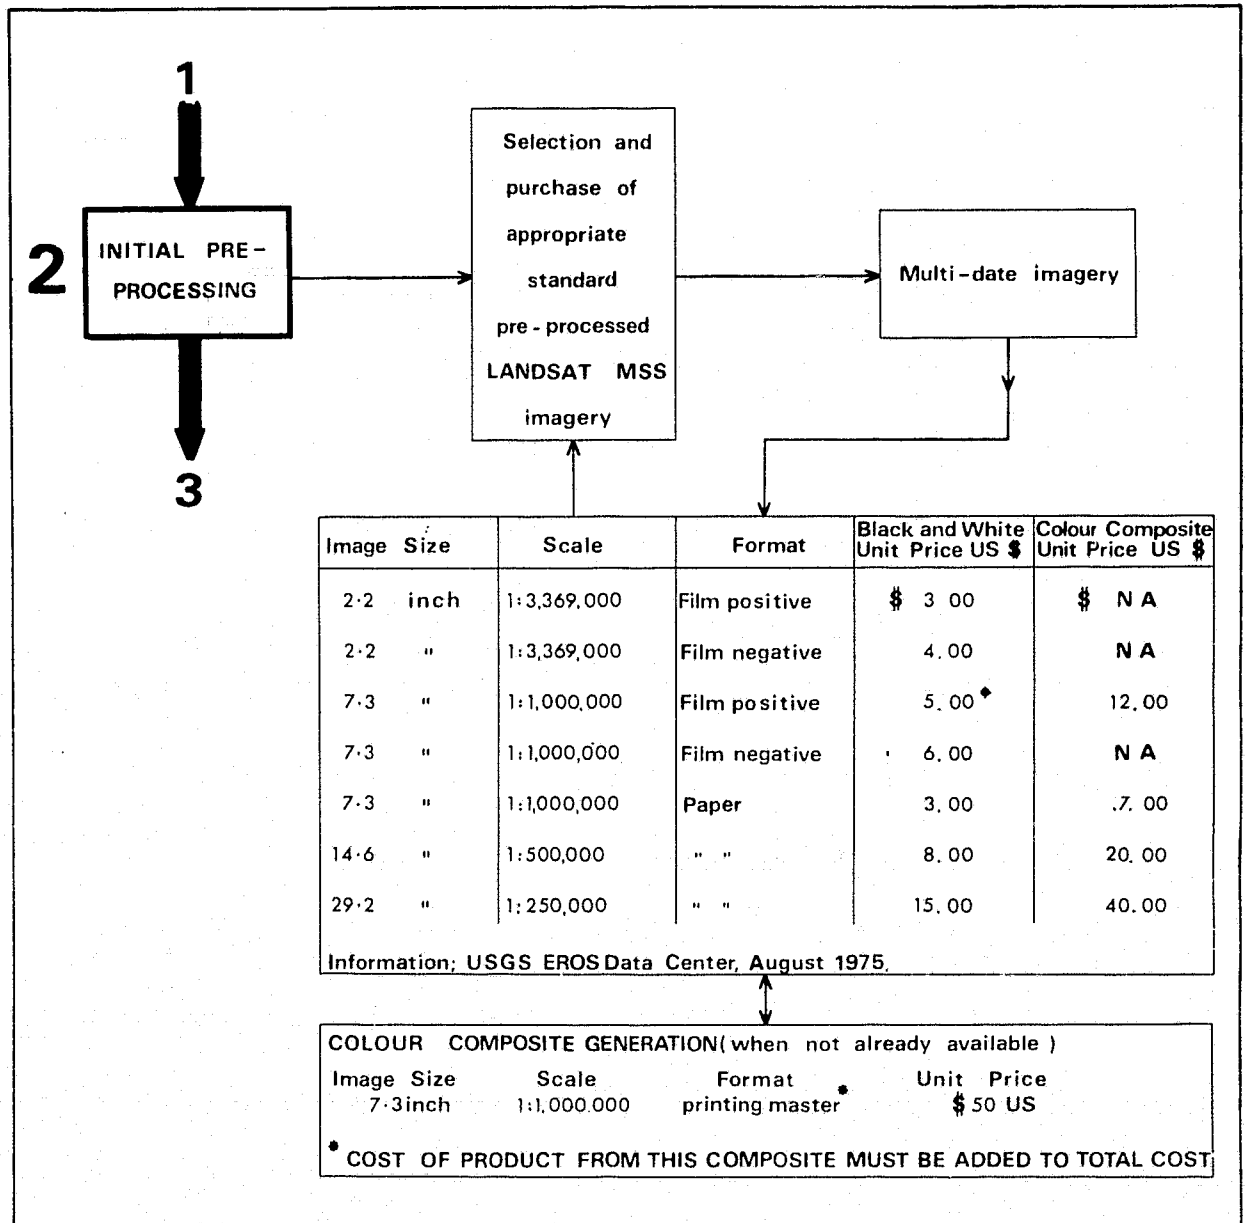 1
2
INITIAL PRE-
PROCESSING
3
Selection and
purchase of
appropriate
standard
pre-processed
LANDSAT MSS
imagery
Multi-date imagery
Image Size Scale Format Black and White Unit Price US $ Colour Composite Unit Price US $
2·2 inch 1:3,369,000 Film positive $ 3 00 $ NA
2·2 " 1:3,369,000 Film negative 4.00 NA
7·3 " 1:1,000,000 Film positive 5.00* 12.00
7·3 " 1:1,000,000 Film negative 6.00 NA
7·3 " 1:1,000,000 Paper 3.00 .7.00
14·6 " 1:500,000 " " 8.00 20.00
29·2 " 1:250,000 " " 15.00 40.00
Information; USGS EROS Data Center, August 1975.
COLOUR COMPOSITE GENERATION (when not already available )
Image Size Scale Format Unit Price
7·3 inch 1:1,000.000 printing master* $ 50 US
* COST OF PRODUCT FROM THIS COMPOSITE MUST BE ADDED TO TOTAL COST